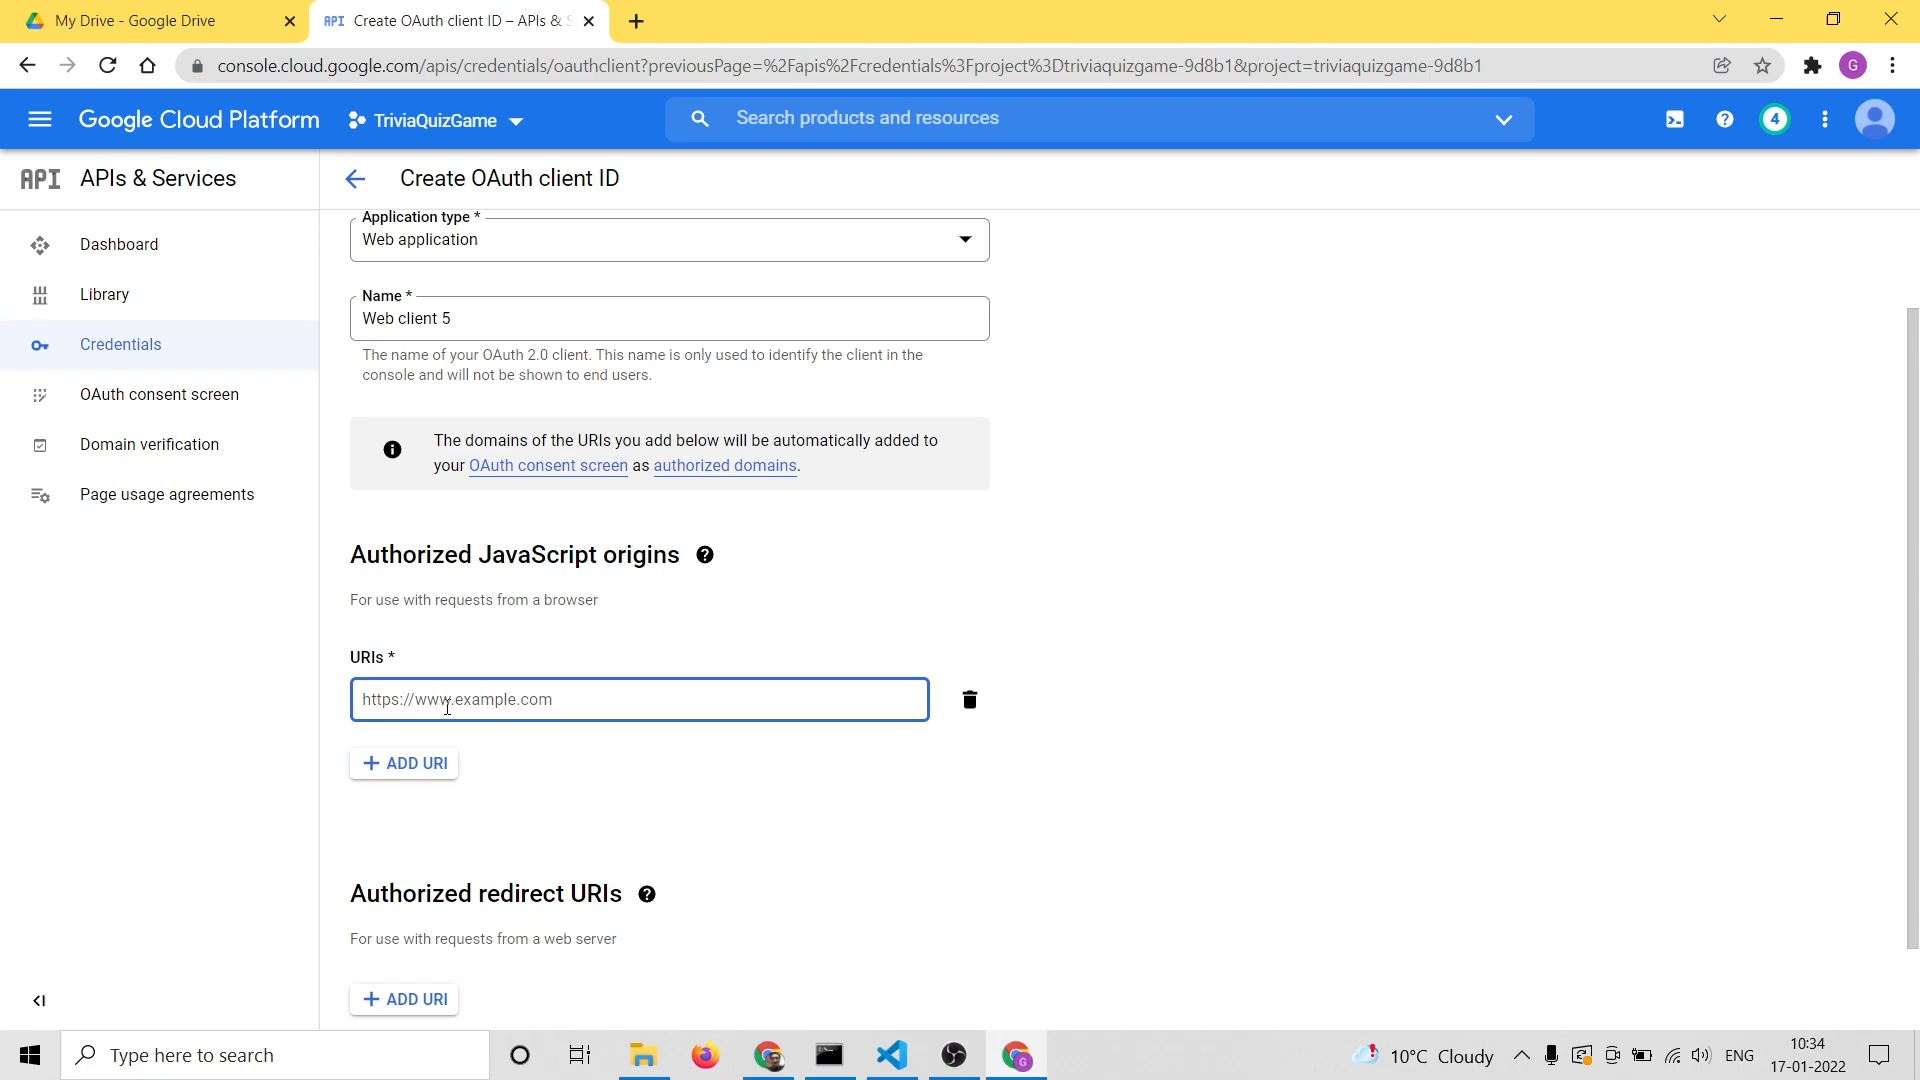 My Drive - Google Drive
API Create OAuth client ID – APIs & S
console.cloud.google.com/apis/credentials/oauthclient?previousPage=%2Fapis%2Fcredentials%3Fproject%3Dtriviaquizgame-9d8b1&project=triviaquizgame-9d8b1
G
Google Cloud Platform
TriviaQuizGame
Search products and resources
4
API APIs & Services
Create OAuth client ID
Dashboard
Library
Credentials
OAuth consent screen
Domain verification
Page usage agreements
Application type *
Web application
Name *
Web client 5
The name of your OAuth 2.0 client. This name is only used to identify the client in the
console and will not be shown to end users.
The domains of the URIs you add below will be automatically added to
your OAuth consent screen as authorized domains.
Authorized JavaScript origins
For use with requests from a browser
URIs *
https://www.example.com
ADD URI
Authorized redirect URIs
For use with requests from a web server
ADD URI
Type here to search
G
10°C Cloudy
ENG
10:34
17-01-2022